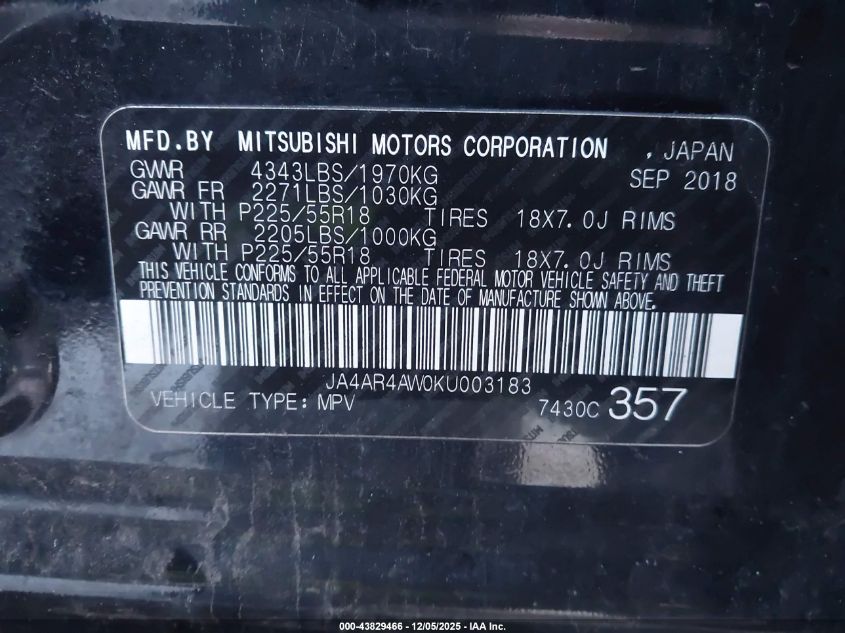 MFD.BY MITSUBISHI MOTORS CORPORATION , JAPAN
GWWR 4343LBS/1970KG SEP 2018
GAWR FR 2271LBS/1030KG
WITH P225/55R18 TIRES 18X7.0J RIMS
GAWR RR 2205LBS/1000KG
WITH P225/55R18 TIRES 18X7.0J RIMS
THIS VEHICLE CONFORMS TO ALL APPLICABLE FEDERAL MOTOR VEHICLE SAFETY AND THEFT
PREVENTION STANDARDS IN EFFECT ON THE DATE OF MANUFACTURE SHOWN ABOVE.
JA4AR4AW0KU003183
VEHICLE TYPE: MPV 7430C 357
000-43829466 - 12/05/2025 - IAA Inc.